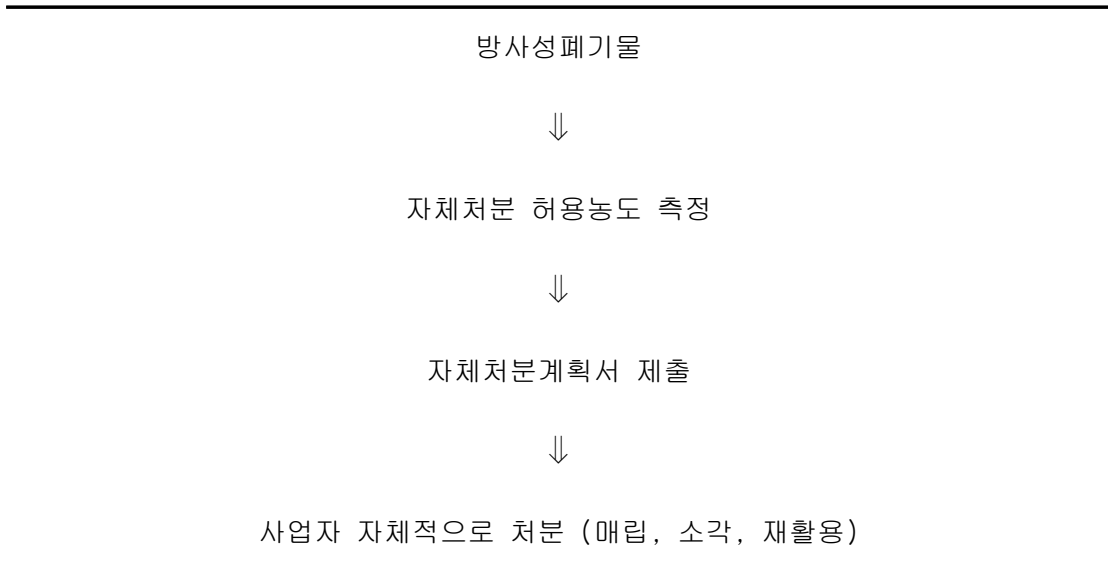 방사성폐기물
⇓
자체처분 허용농도 측정
⇓
자체처분계획서 제출
⇓
사업자 자체적으로 처분 (매립, 소각, 재활용)